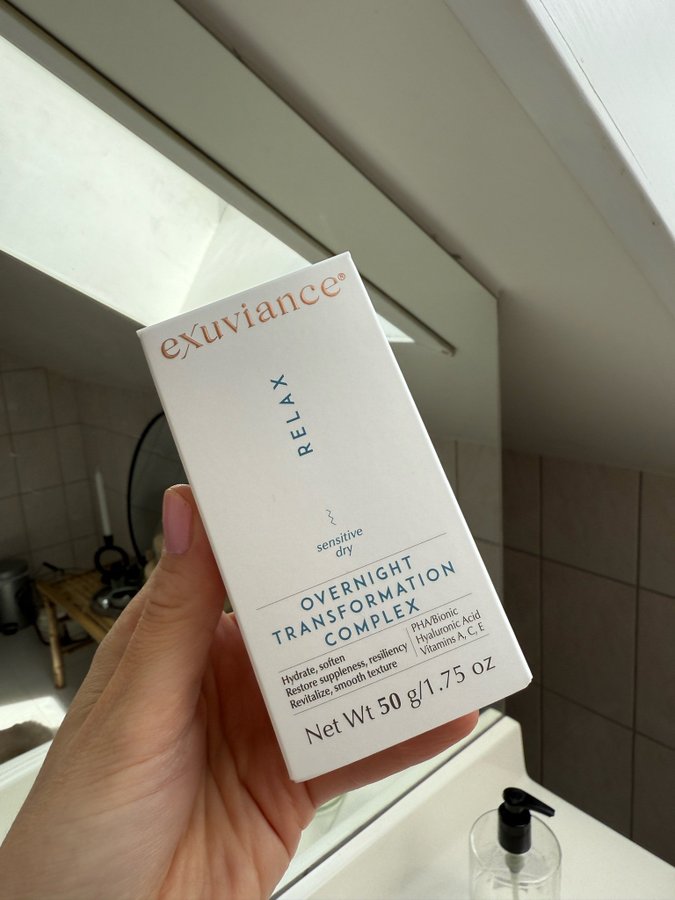 exuviance®
RELAX
sensitive
dry
OVERNIGHT
TRANSFORMATION
COMPLEX
Hydrate, soften
Restore suppleness, resiliency
Revitalize, smooth texture
PHA/Bionic
Hyaluronic Acid
Vitamins A, C, E
Net Wt 50 g/1.75 oz